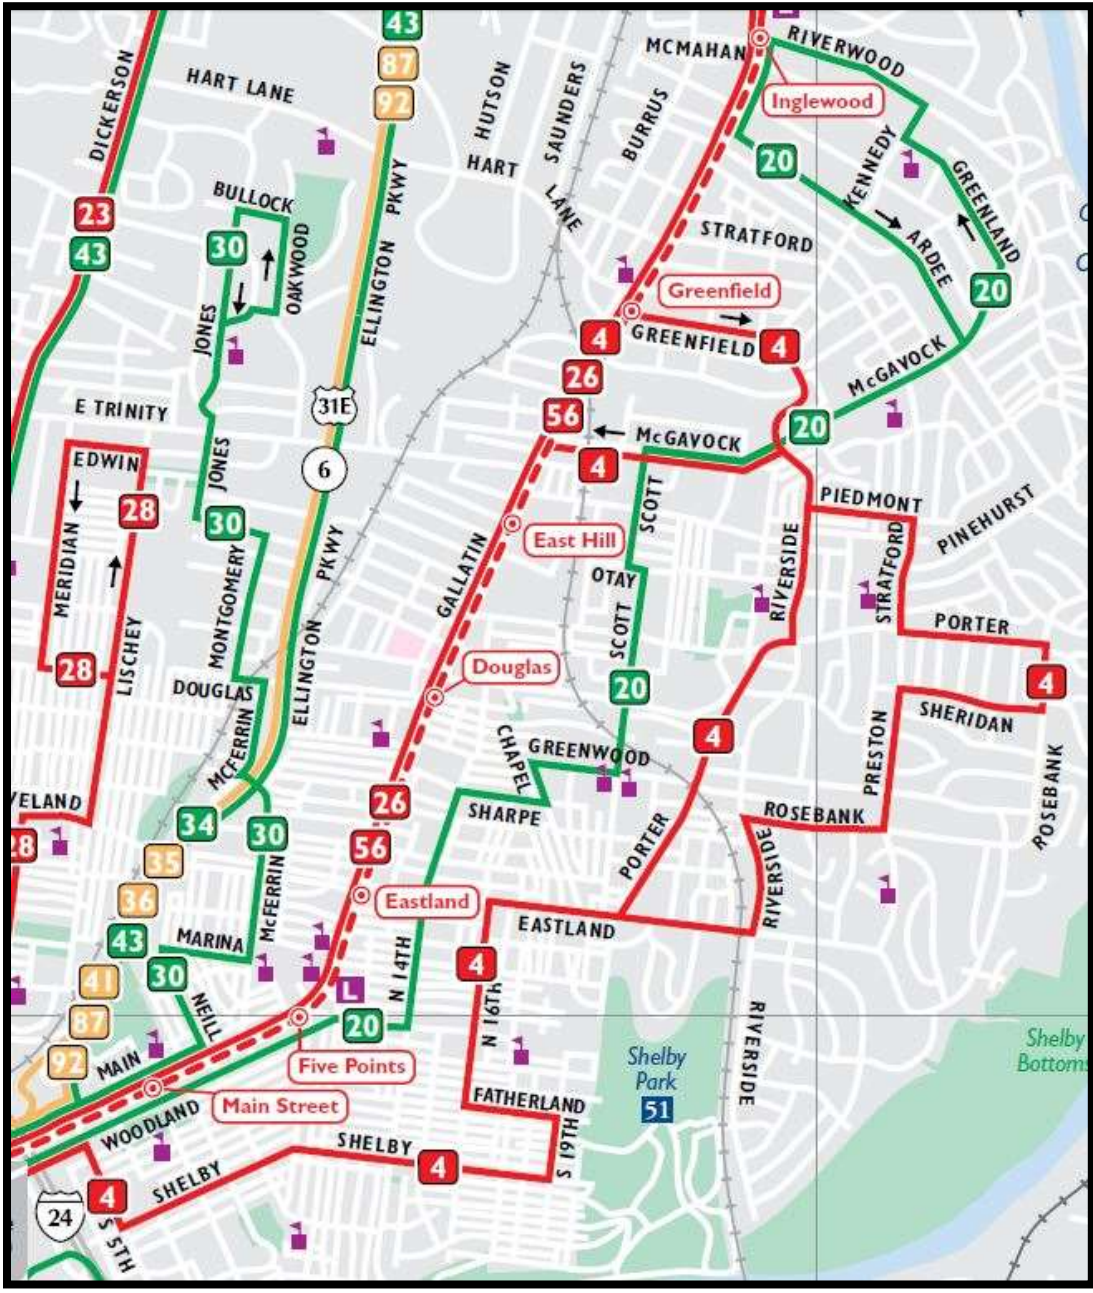 43
87
92
MCMAHAN
RIVERWOOD
Inglewood
DICKERSON
HART LANE
HUTSON
SAUNDERS
BURRUS
HART
LANE
20
KENNEDY
GREENLAND
BULLOCK
PKWY
ELLINGTON
23
43
30
OAKWOOD
JONES
STRATFORD
ARDEE
20
Greenfield
4
GREENFIELD
4
26
56
McGAVOCK
McGAVOCK
20
4
31E
6
E TRINITY
EDWIN
28
MERIDIAN
LISCHEY
28
JONES
30
MONTGOMERY
PKWY
ELLINGTON
DOUGLAS
GALLATIN
East Hill
SCOTT
OTAY
SCOTT
20
RIVERSIDE
PIEDMONT
PINEHURST
STRATFORD
PORTER
4
SHERIDAN
PRESTON
ROSEBANK
ROSEBANK
Douglas
CHAPEL
GREENWOOD
SHARPE
4
PORTER
RIVERSIDE
MCFERRIN
34
30
VELAND
28
35
36
43
41
87
92
McFERRIN
MARINA
30
NEILL
26
56
Eastland
EASTLAND
N 14TH
4
N 16TH
L
20
Five Points
MAIN
Main Street
WOODLAND
FATHERLAND
S 16TH
SHELBY
4
SHELBY
4
24
S 5TH
Shelby
Park
51
RIVERSIDE
Shelby
Bottoms